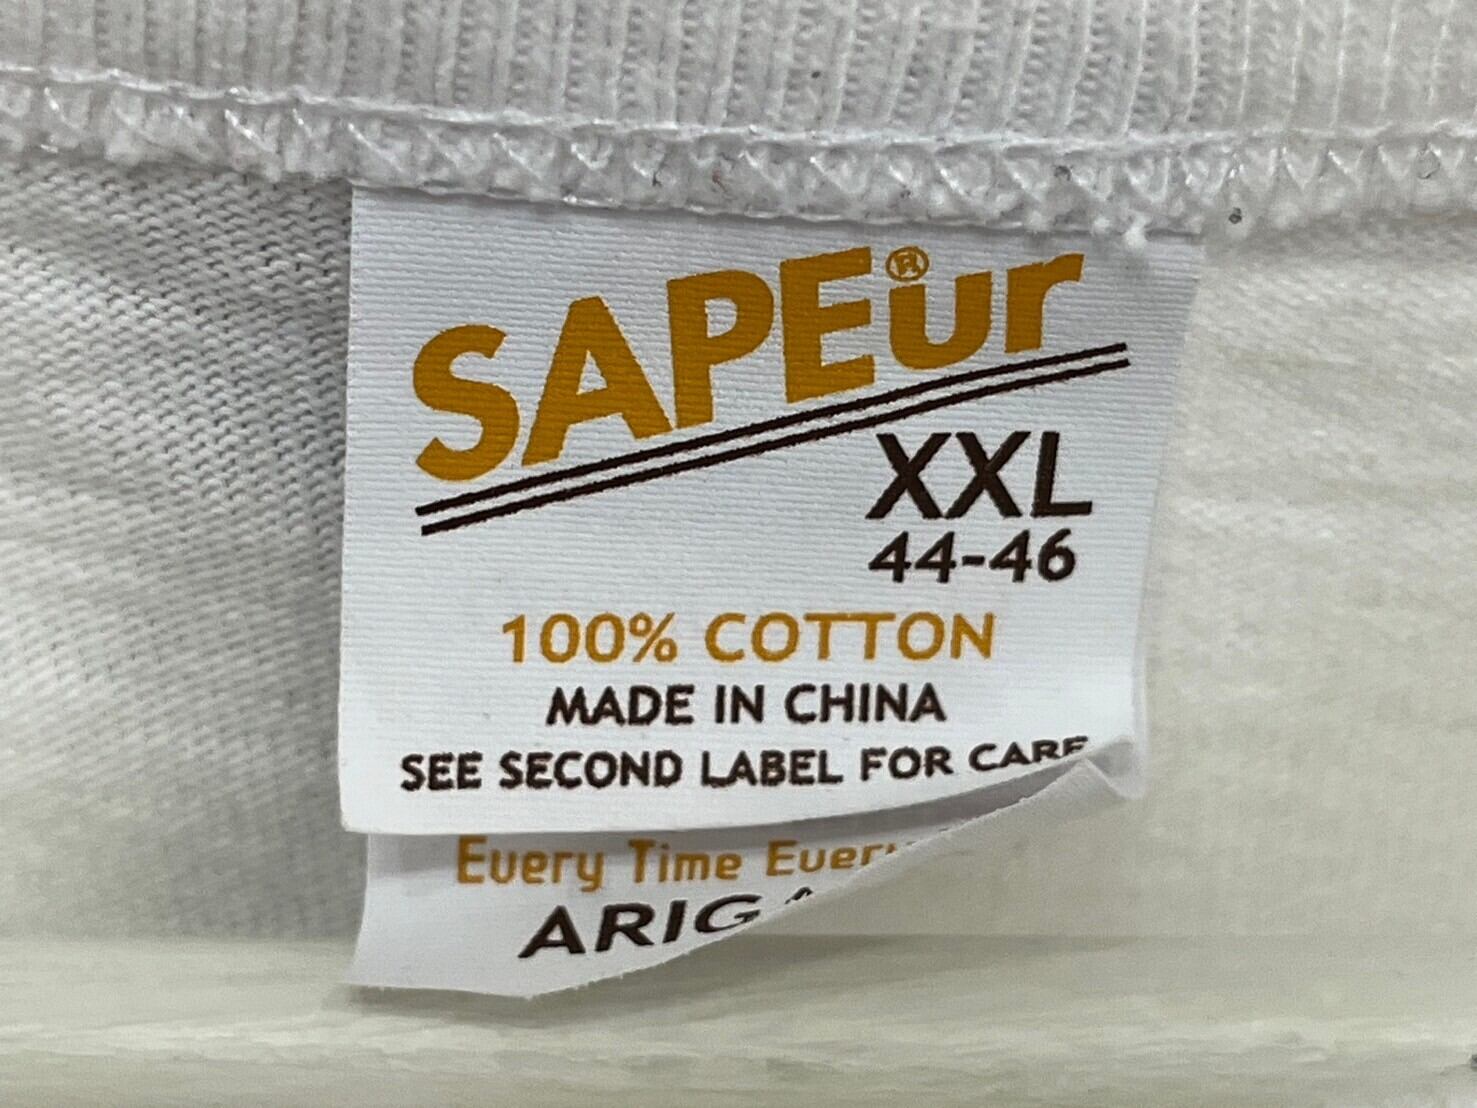 SAPEur®
XXL
44-46
100% COTTON
MADE IN CHINA
SEE SECOND LABEL FOR CARE
Every Time